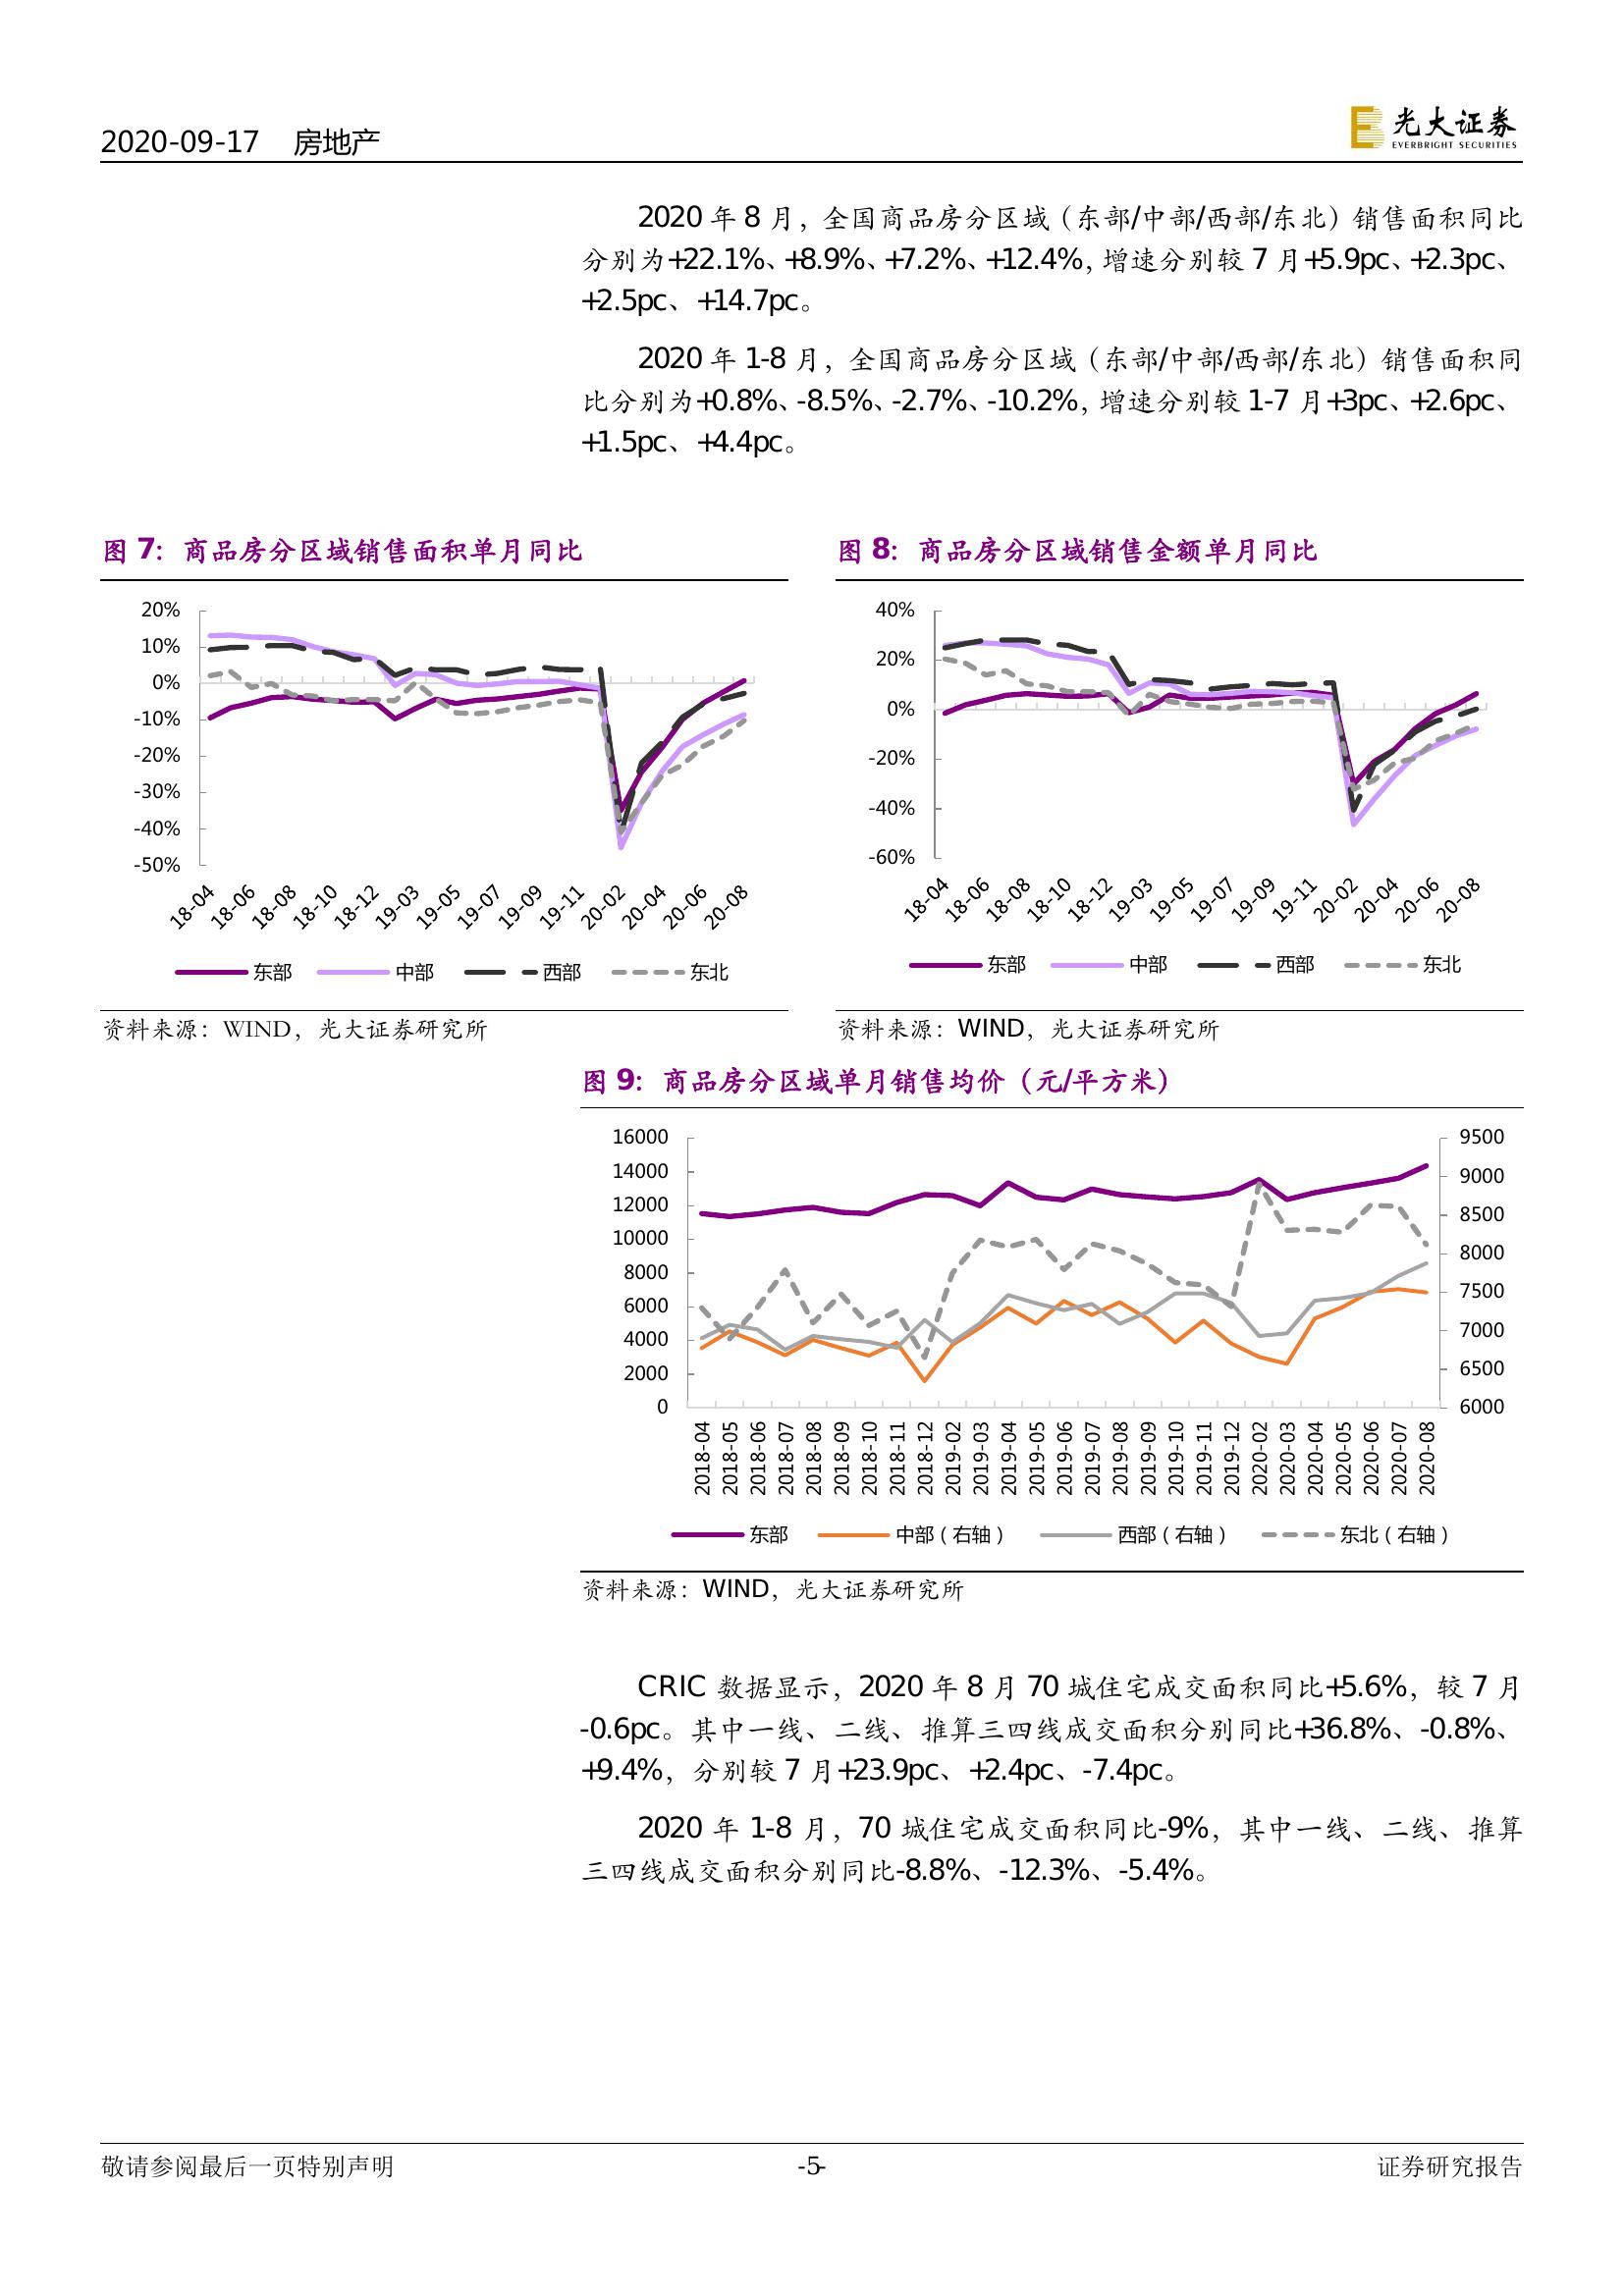 2020-09-17 房地产
光大证券
EVERBRIGHT SECURITIES
2020 年 8 月，全国商品房分区域（东部/中部/西部/东北）销售面积同比
分别为+22.1%、+8.9%、+7.2%、+12.4%，增速分别较 7 月+5.9pc、+2.3pc、
+2.5pc、+14.7pc。
2020 年 1-8 月，全国商品房分区域（东部/中部/西部/东北）销售面积同
比分别为+0.8%、-8.5%、-2.7%、-10.2%，增速分别较 1-7 月+3pc、+2.6pc、
+1.5pc、+4.4pc。
图 7：商品房分区域销售面积单月同比
20%
10%
0%
-10%
-20%
-30%
-40%
-50%
18-04 18-06 18-08 18-10 18-12 19-03 19-05 19-07 19-09 19-11 20-02 20-04 20-06 20-08
东部 中部 西部 东北
资料来源：WIND，光大证券研究所
图 8：商品房分区域销售金额单月同比
40%
20%
0%
-20%
-40%
-60%
18-04 18-06 18-08 18-10 18-12 19-03 19-05 19-07 19-09 19-11 20-02 20-04 20-06 20-08
东部 中部 西部 东北
资料来源：WIND，光大证券研究所
图 9：商品房分区域单月销售均价（元/平方米）
16000
14000
12000
10000
8000
6000
4000
2000
0
9500
9000
8500
8000
7500
7000
6500
6000
2018-04 2018-05 2018-06 2018-07 2018-08 2018-09 2018-10 2018-11 2018-12 2019-02 2019-03 2019-04 2019-05 2019-06 2019-07 2019-08 2019-09 2019-10 2019-11 2019-12 2020-02 2020-03 2020-04 2020-05 2020-06 2020-07 2020-08
东部 中部（右轴） 西部（右轴） 东北（右轴）
资料来源：WIND，光大证券研究所
CRIC 数据显示，2020 年 8 月 70 城住宅成交面积同比+5.6%，较 7 月
-0.6pc。其中一线、二线、推算三四线成交面积分别同比+36.8%、-0.8%、
+9.4%，分别较 7 月+23.9pc、+2.4pc、-7.4pc。
2020 年 1-8 月，70 城住宅成交面积同比-9%，其中一线、二线、推算
三四线成交面积分别同比-8.8%、-12.3%、-5.4%。
敬请参阅最后一页特别声明 -5- 证券研究报告